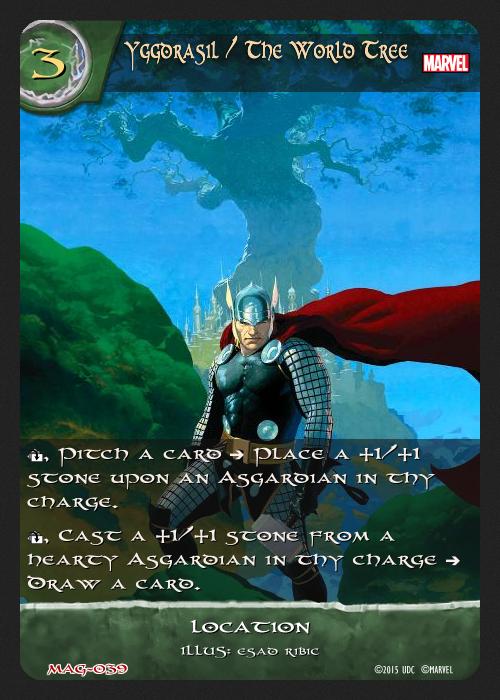 3
Yggdrasil / The World Tree
MARVEL
, Pitch a card → Place a +1/+1
stone upon an Asgardian in thy
charge.
, Cast a +1/+1 stone from a
hearty Asgardian in thy charge →
Draw a card.
Location
Illus: Esad Ribic
MAG-039
©2015 UDC ©MARVEL